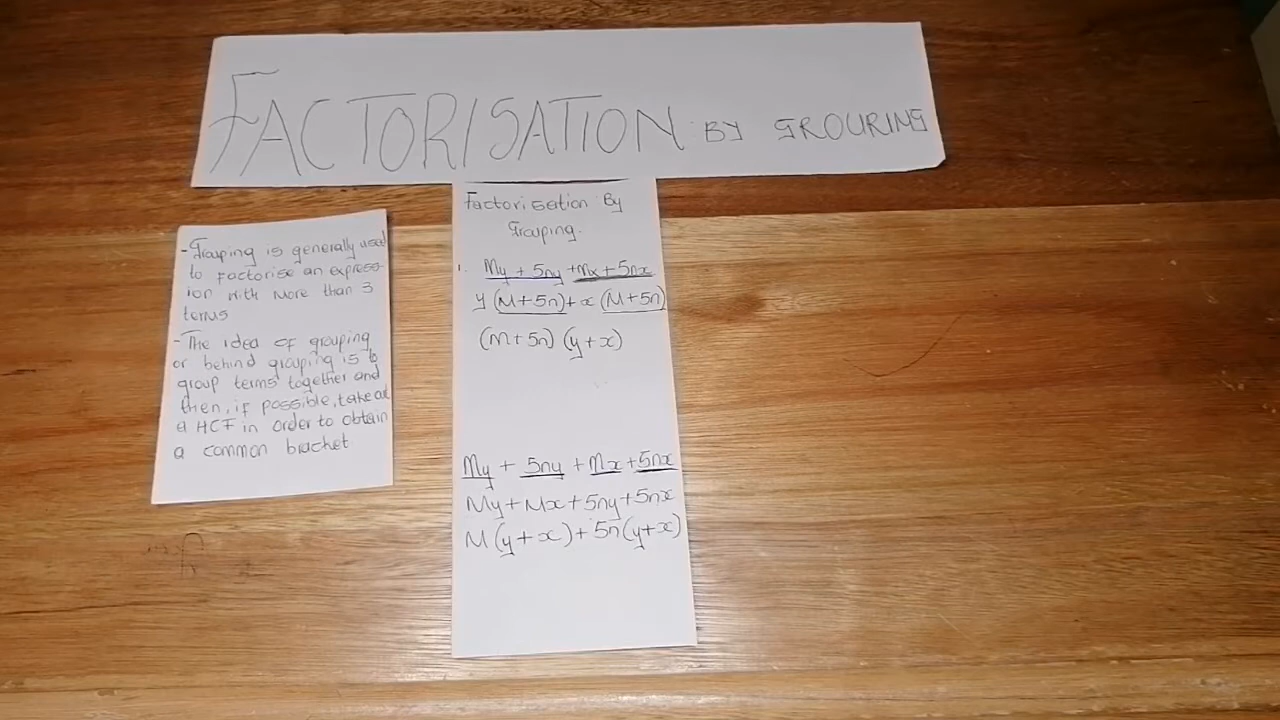 FACTORISATION BY GROURING
- Grouping is generally used
to factorise an express-
ion with more than 3
terms
- The idea of grouping
or behind grouping is to
group terms together and
then, if possible, take out
a HCF in order to obtain
a common bracket
Factorisation By
Grouping.
1. My + 5ny + Mx + 5nx
y (M+5n) + x (M+5n)
(M+5n) (y+x)
My + 5ny + Mx + 5nx
My + Mx + 5ny + 5nx
M (y+x) + 5n (y+x)